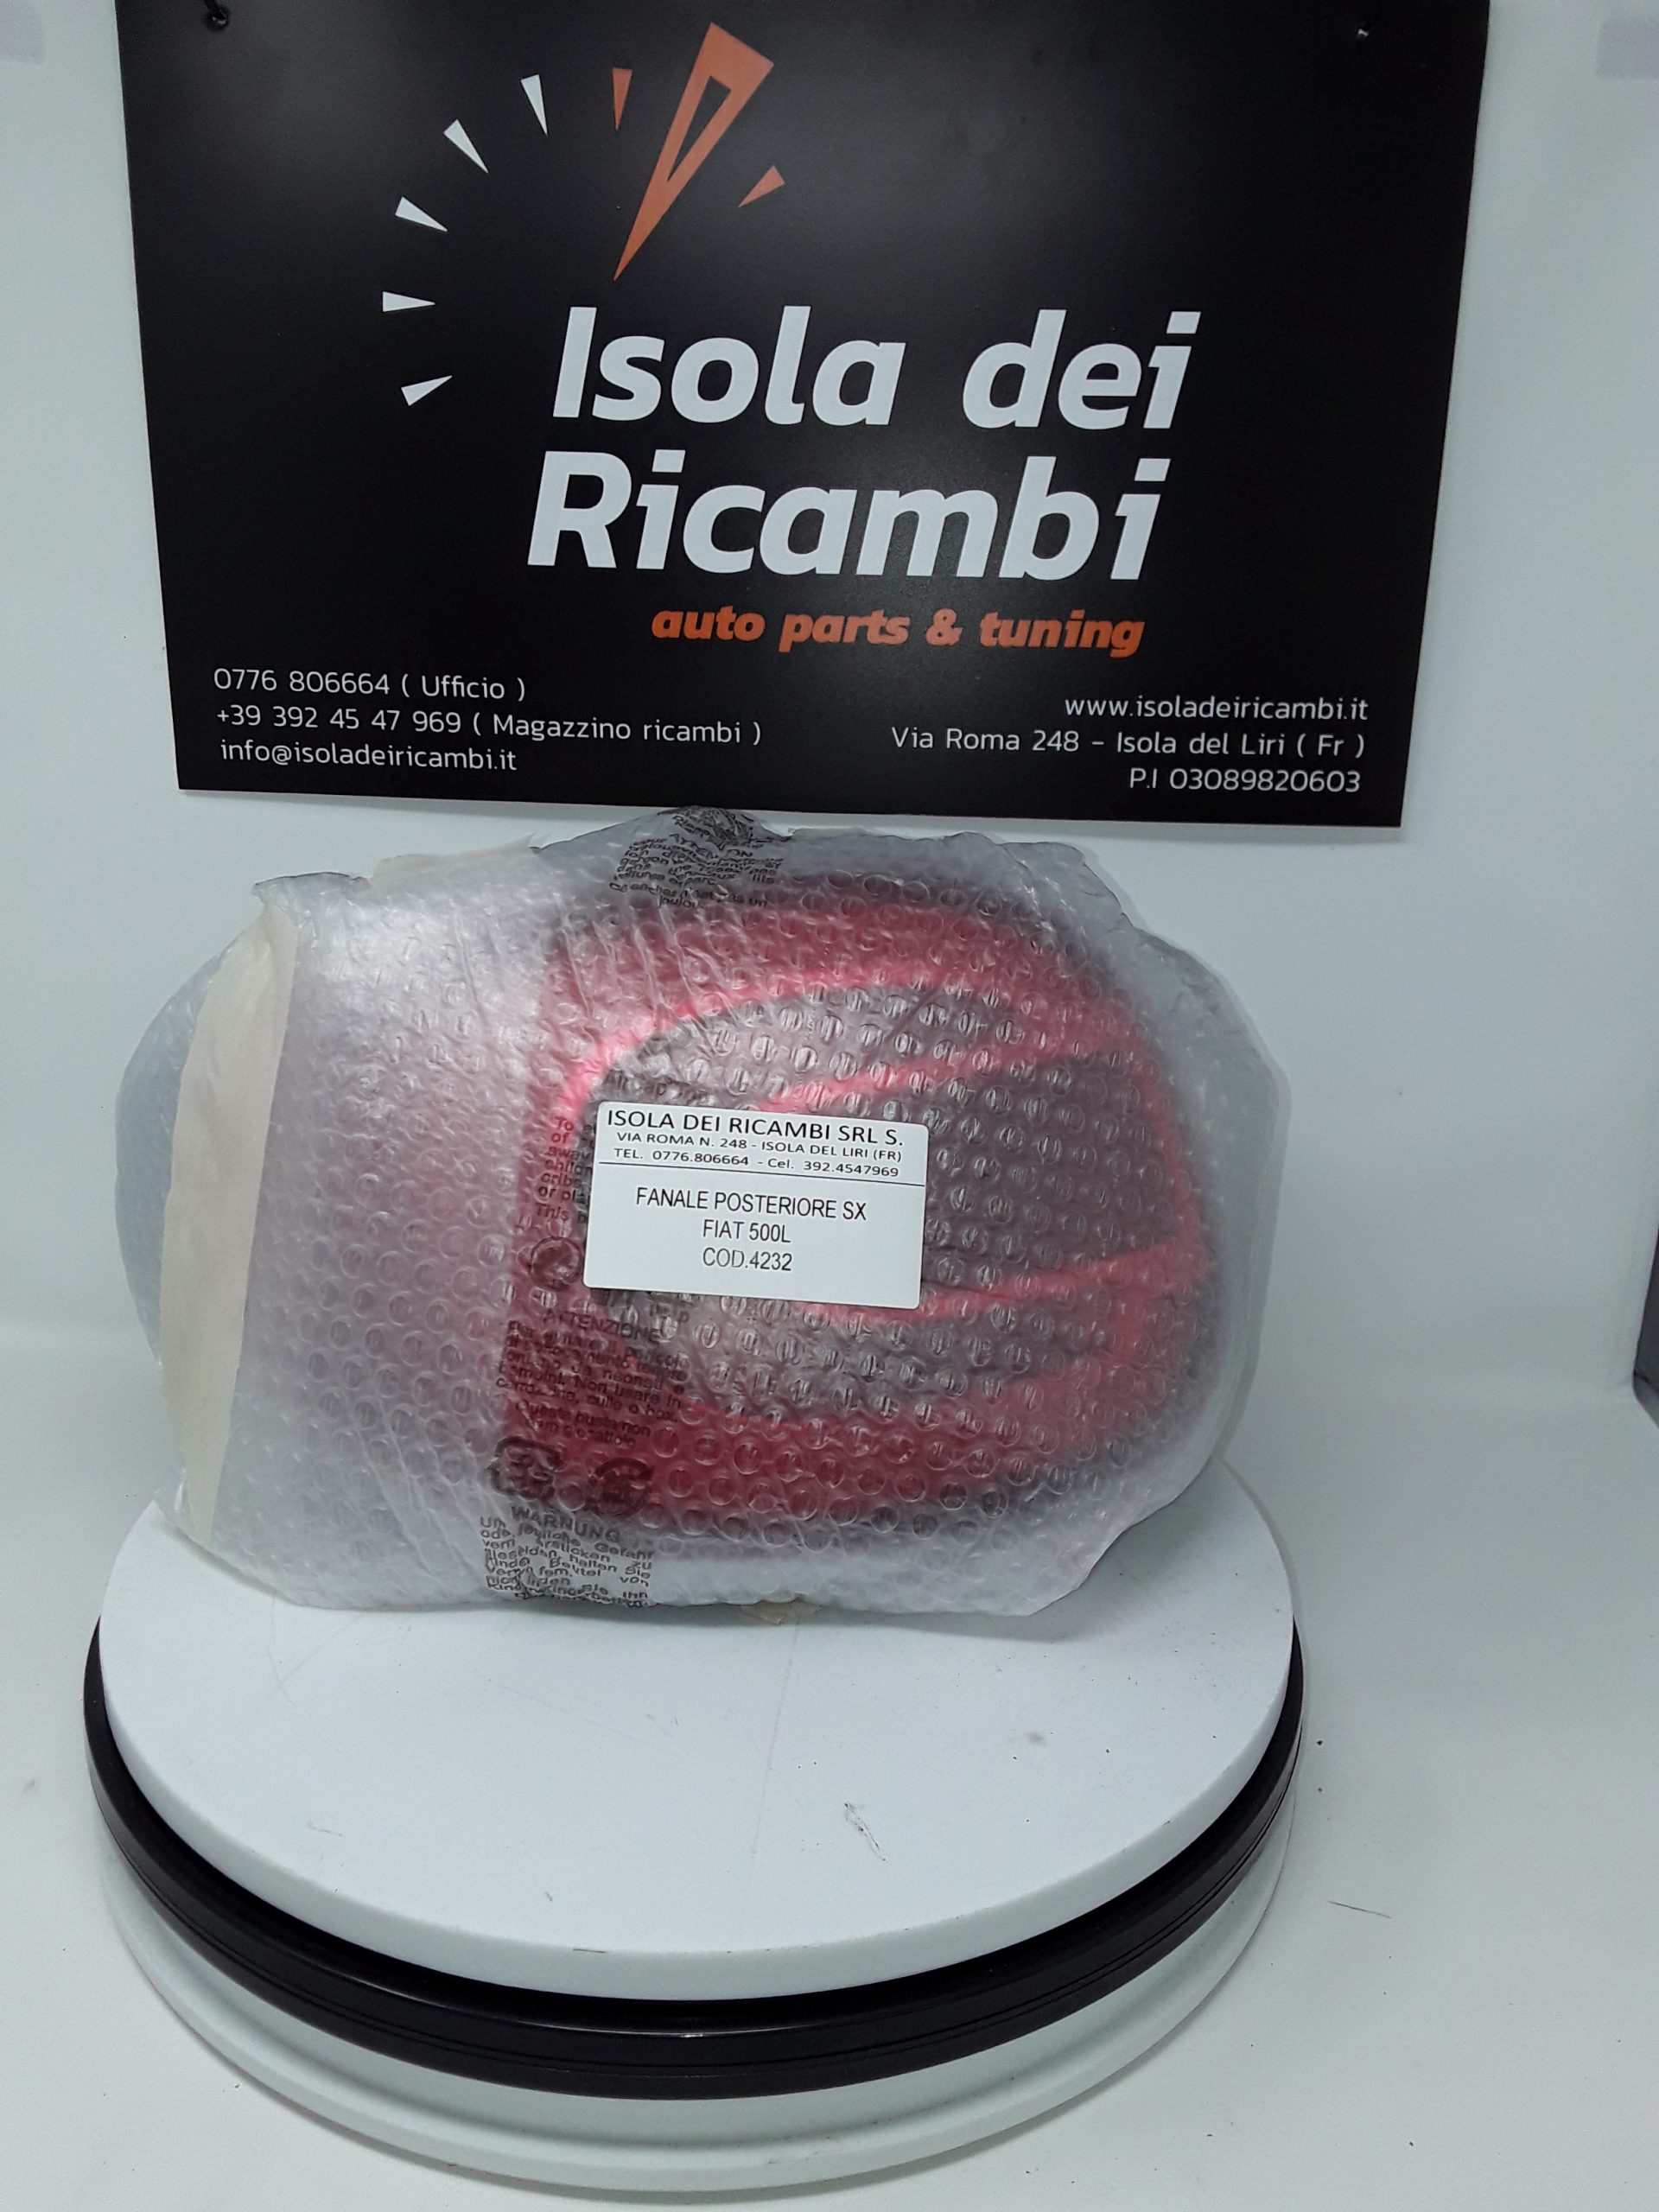 Isola dei
Ricambi
auto parts & tuning
0776 806664 ( Ufficio )
+39 392 45 47 969 ( Magazzino ricambi )
info@isoladeiricambi.it
www.isoladeiricambi.it
Via Roma 248 - Isola del Liri ( Fr )
P.I 03089820603
ISOLA DEI RICAMBI SRL S.
VIA ROMA N. 248 - ISOLA DEL LIRI (FR)
TEL. 0776.806664 - Cel. 392.4547969
FANALE POSTERIORE SX
FIAT 500L
COD.4232
ATTENZIONE
WARNUNG